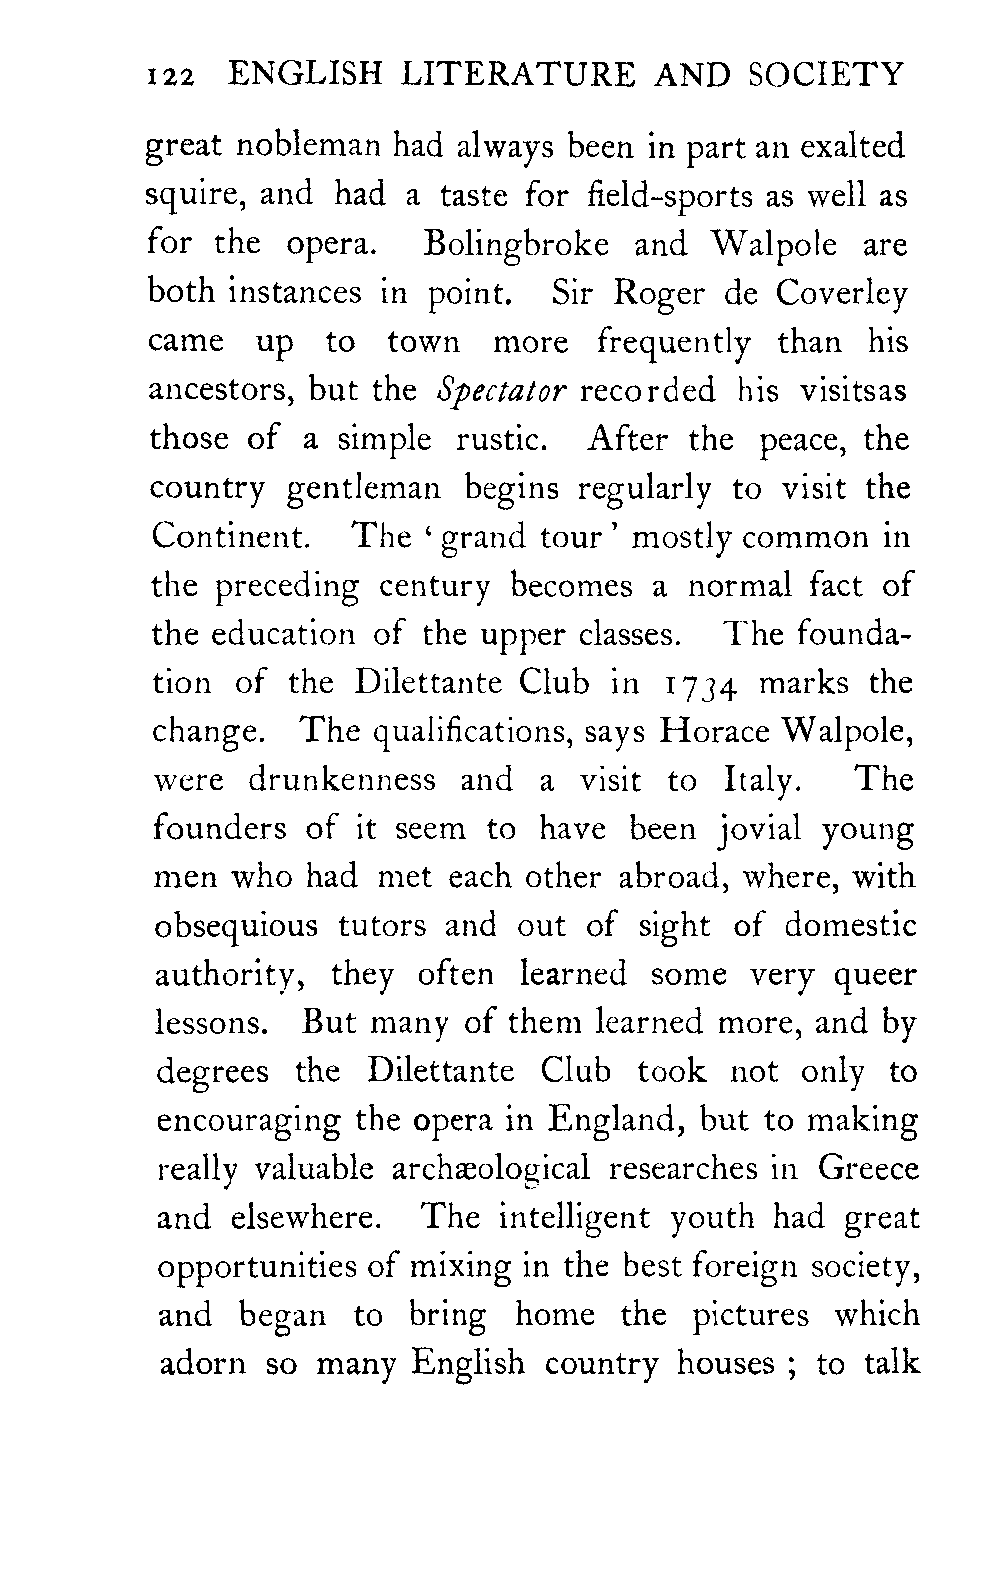 122 ENGLISH LITERATURE AND SOCIETY
great nobleman had always been in part an exalted
squire, and had a taste for field-sports as well as
for the opera. Bolingbroke and Walpole are
both instances in point. Sir Roger de Coverley
came up to town more frequently than his
ancestors, but the Spectator recorded his visitsas
those of a simple rustic. After the peace, the
country gentleman begins regularly to visit the
Continent. The ‘ grand tour ’ mostly common in
the preceding century becomes a normal fact of
the education of the upper classes. The founda-
tion of the Dilettante Club in 1734 marks the
change. The qualifications, says Horace Walpole,
were drunkenness and a visit to Italy. The
founders of it seem to have been jovial young
men who had met each other abroad, where, with
obsequious tutors and out of sight of domestic
authority, they often learned some very queer
lessons. But many of them learned more, and by
degrees the Dilettante Club took not only to
encouraging the opera in England, but to making
really valuable archæological researches in Greece
and elsewhere. The intelligent youth had great
opportunities of mixing in the best foreign society,
and began to bring home the pictures which
adorn so many English country houses ; to talk